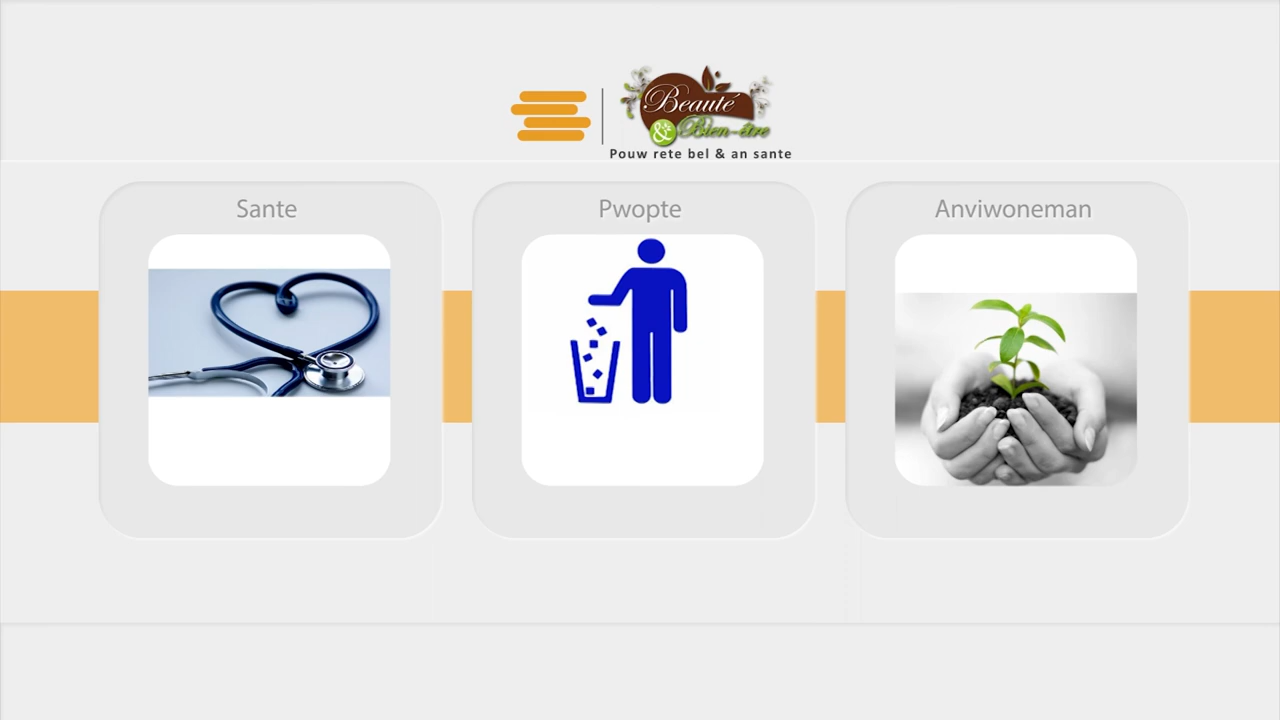 Beauté
& Bien-être
Pouw rete bel & an sante
Sante
Pwopte
Anviwoneman